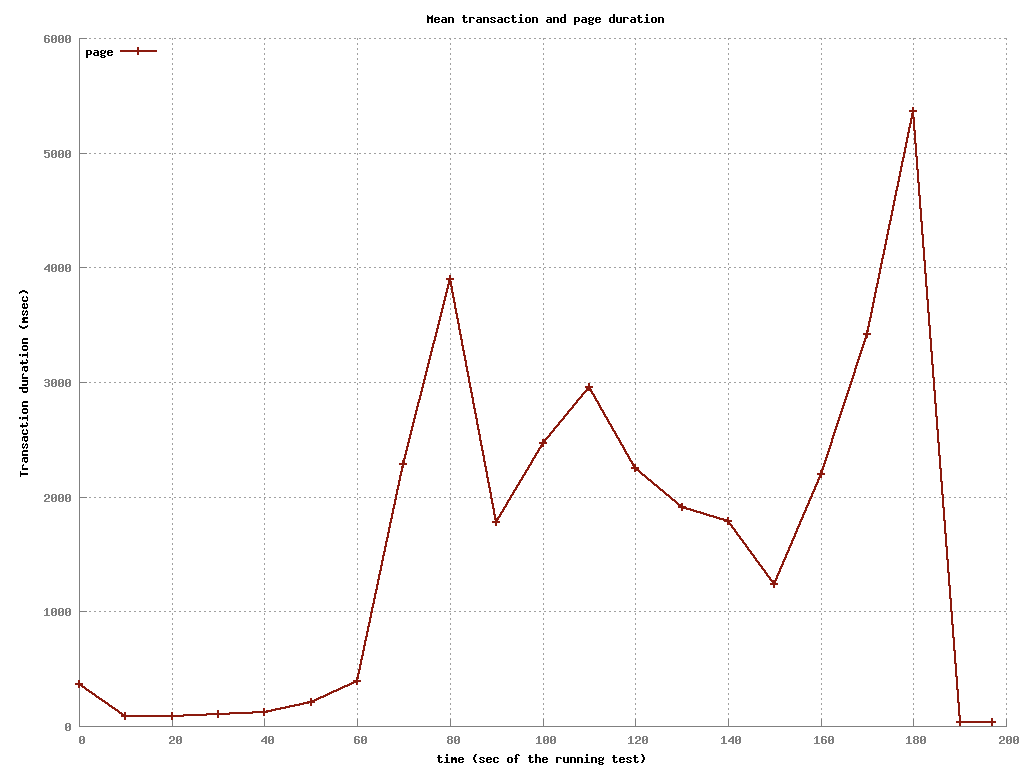 Mean transaction and page duration
page
6000
5000
4000
3000
2000
1000
0
Transaction duration (msec)
0 20 40 60 80 100 120 140 160 180 200
time (sec of the running test)